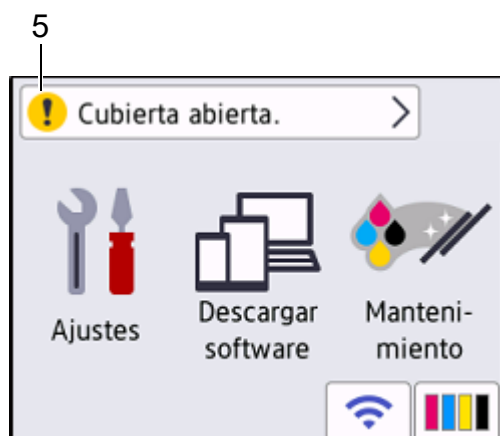 5
Cubierta abierta.
Ajustes
Descargar
software
Manteni-
miento